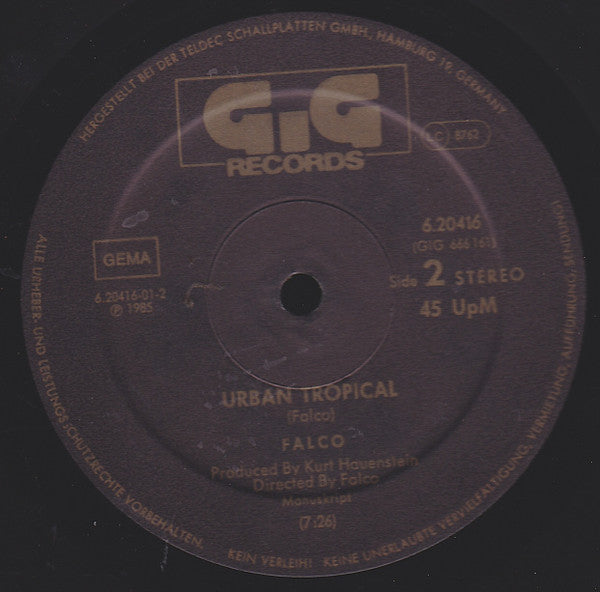 HERGESTELLT BEI DER TELDEC SCHALLPLATTEN GMBH, HAMBURG 19, GERMANY
GIG
RECORDS
LC 8762
6.20416
(GIG 666 161)
GEMA
Side 2 STEREO
6.20416-01-2
℗ 1985
45 UpM
URBAN TROPICAL
(Falco)
FALCO
Produced By Kurt Hauenstein
Directed By Falco
Manuskript
(7:26)
ALLE URHEBER- UND LEISTUNGSSCHUTZRECHTE VORBEHALTEN. KEIN VERLEIH! KEINE UNERLAUBTE VERVIELFÄLTIGUNG, VERMIETUNG, AUFFÜHRUNG, SENDUNG!